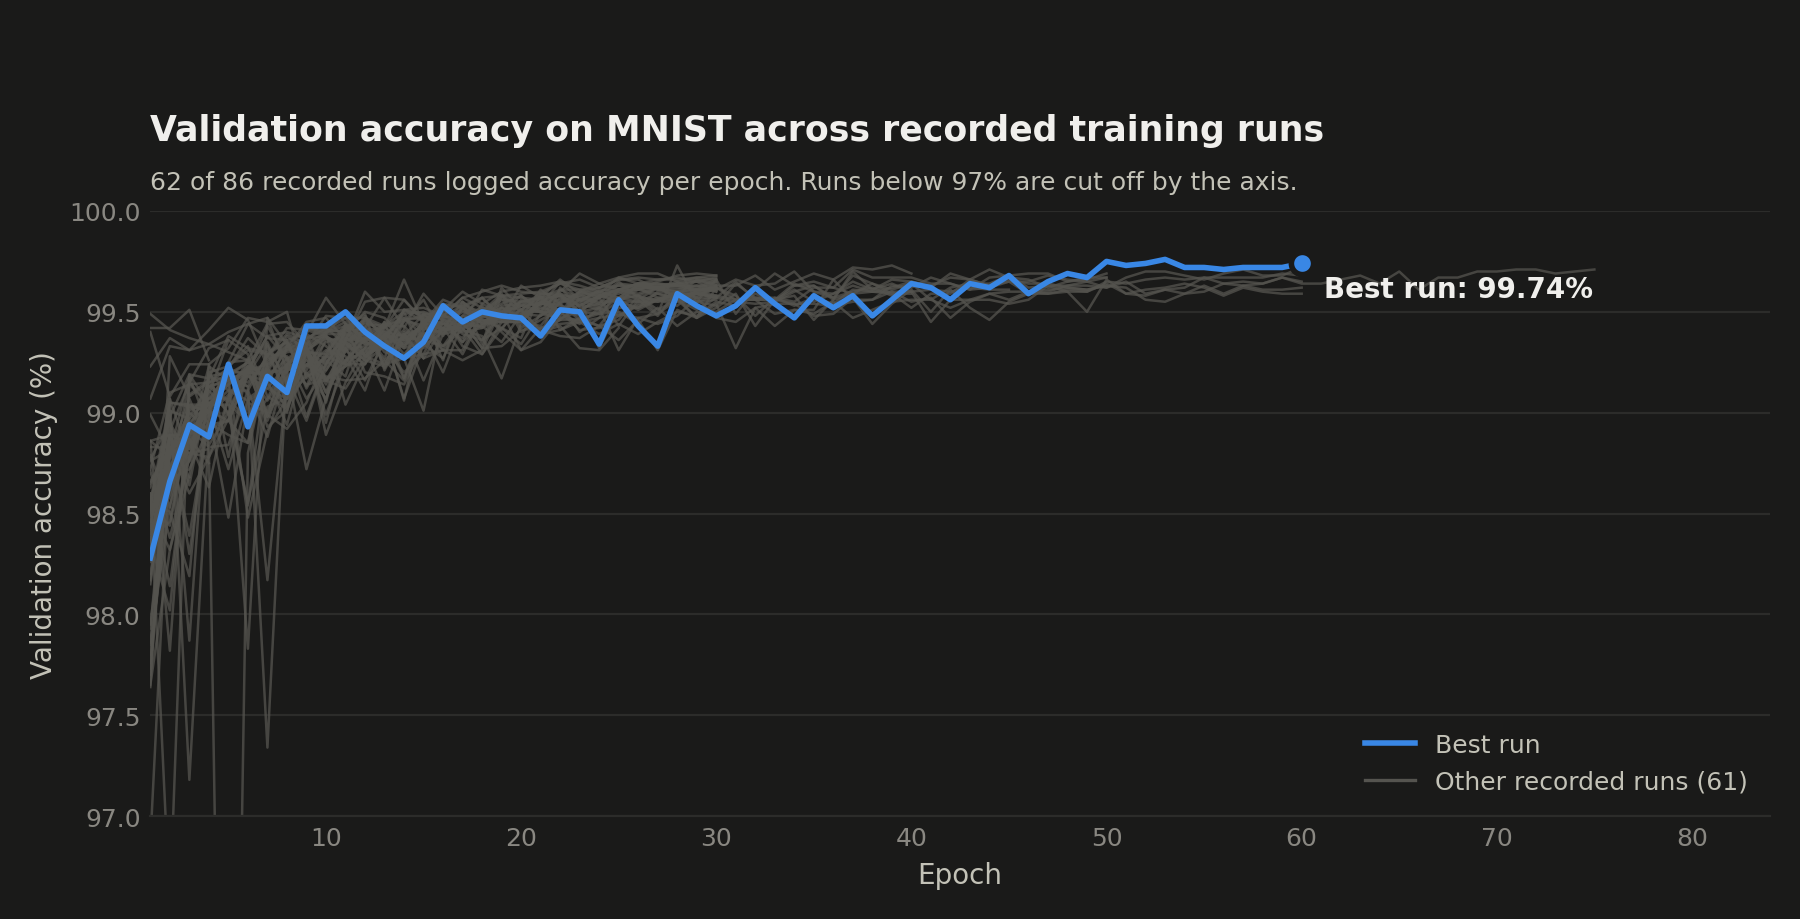 Validation accuracy on MNIST across recorded training runs
62 of 86 recorded runs logged accuracy per epoch. Runs below 97% are cut off by the axis.
100.0
99.5
99.0
98.5
98.0
97.5
97.0
Validation accuracy (%)
Best run: 99.74%
Best run
Other recorded runs (61)
10 20 30 40 50 60 70 80
Epoch